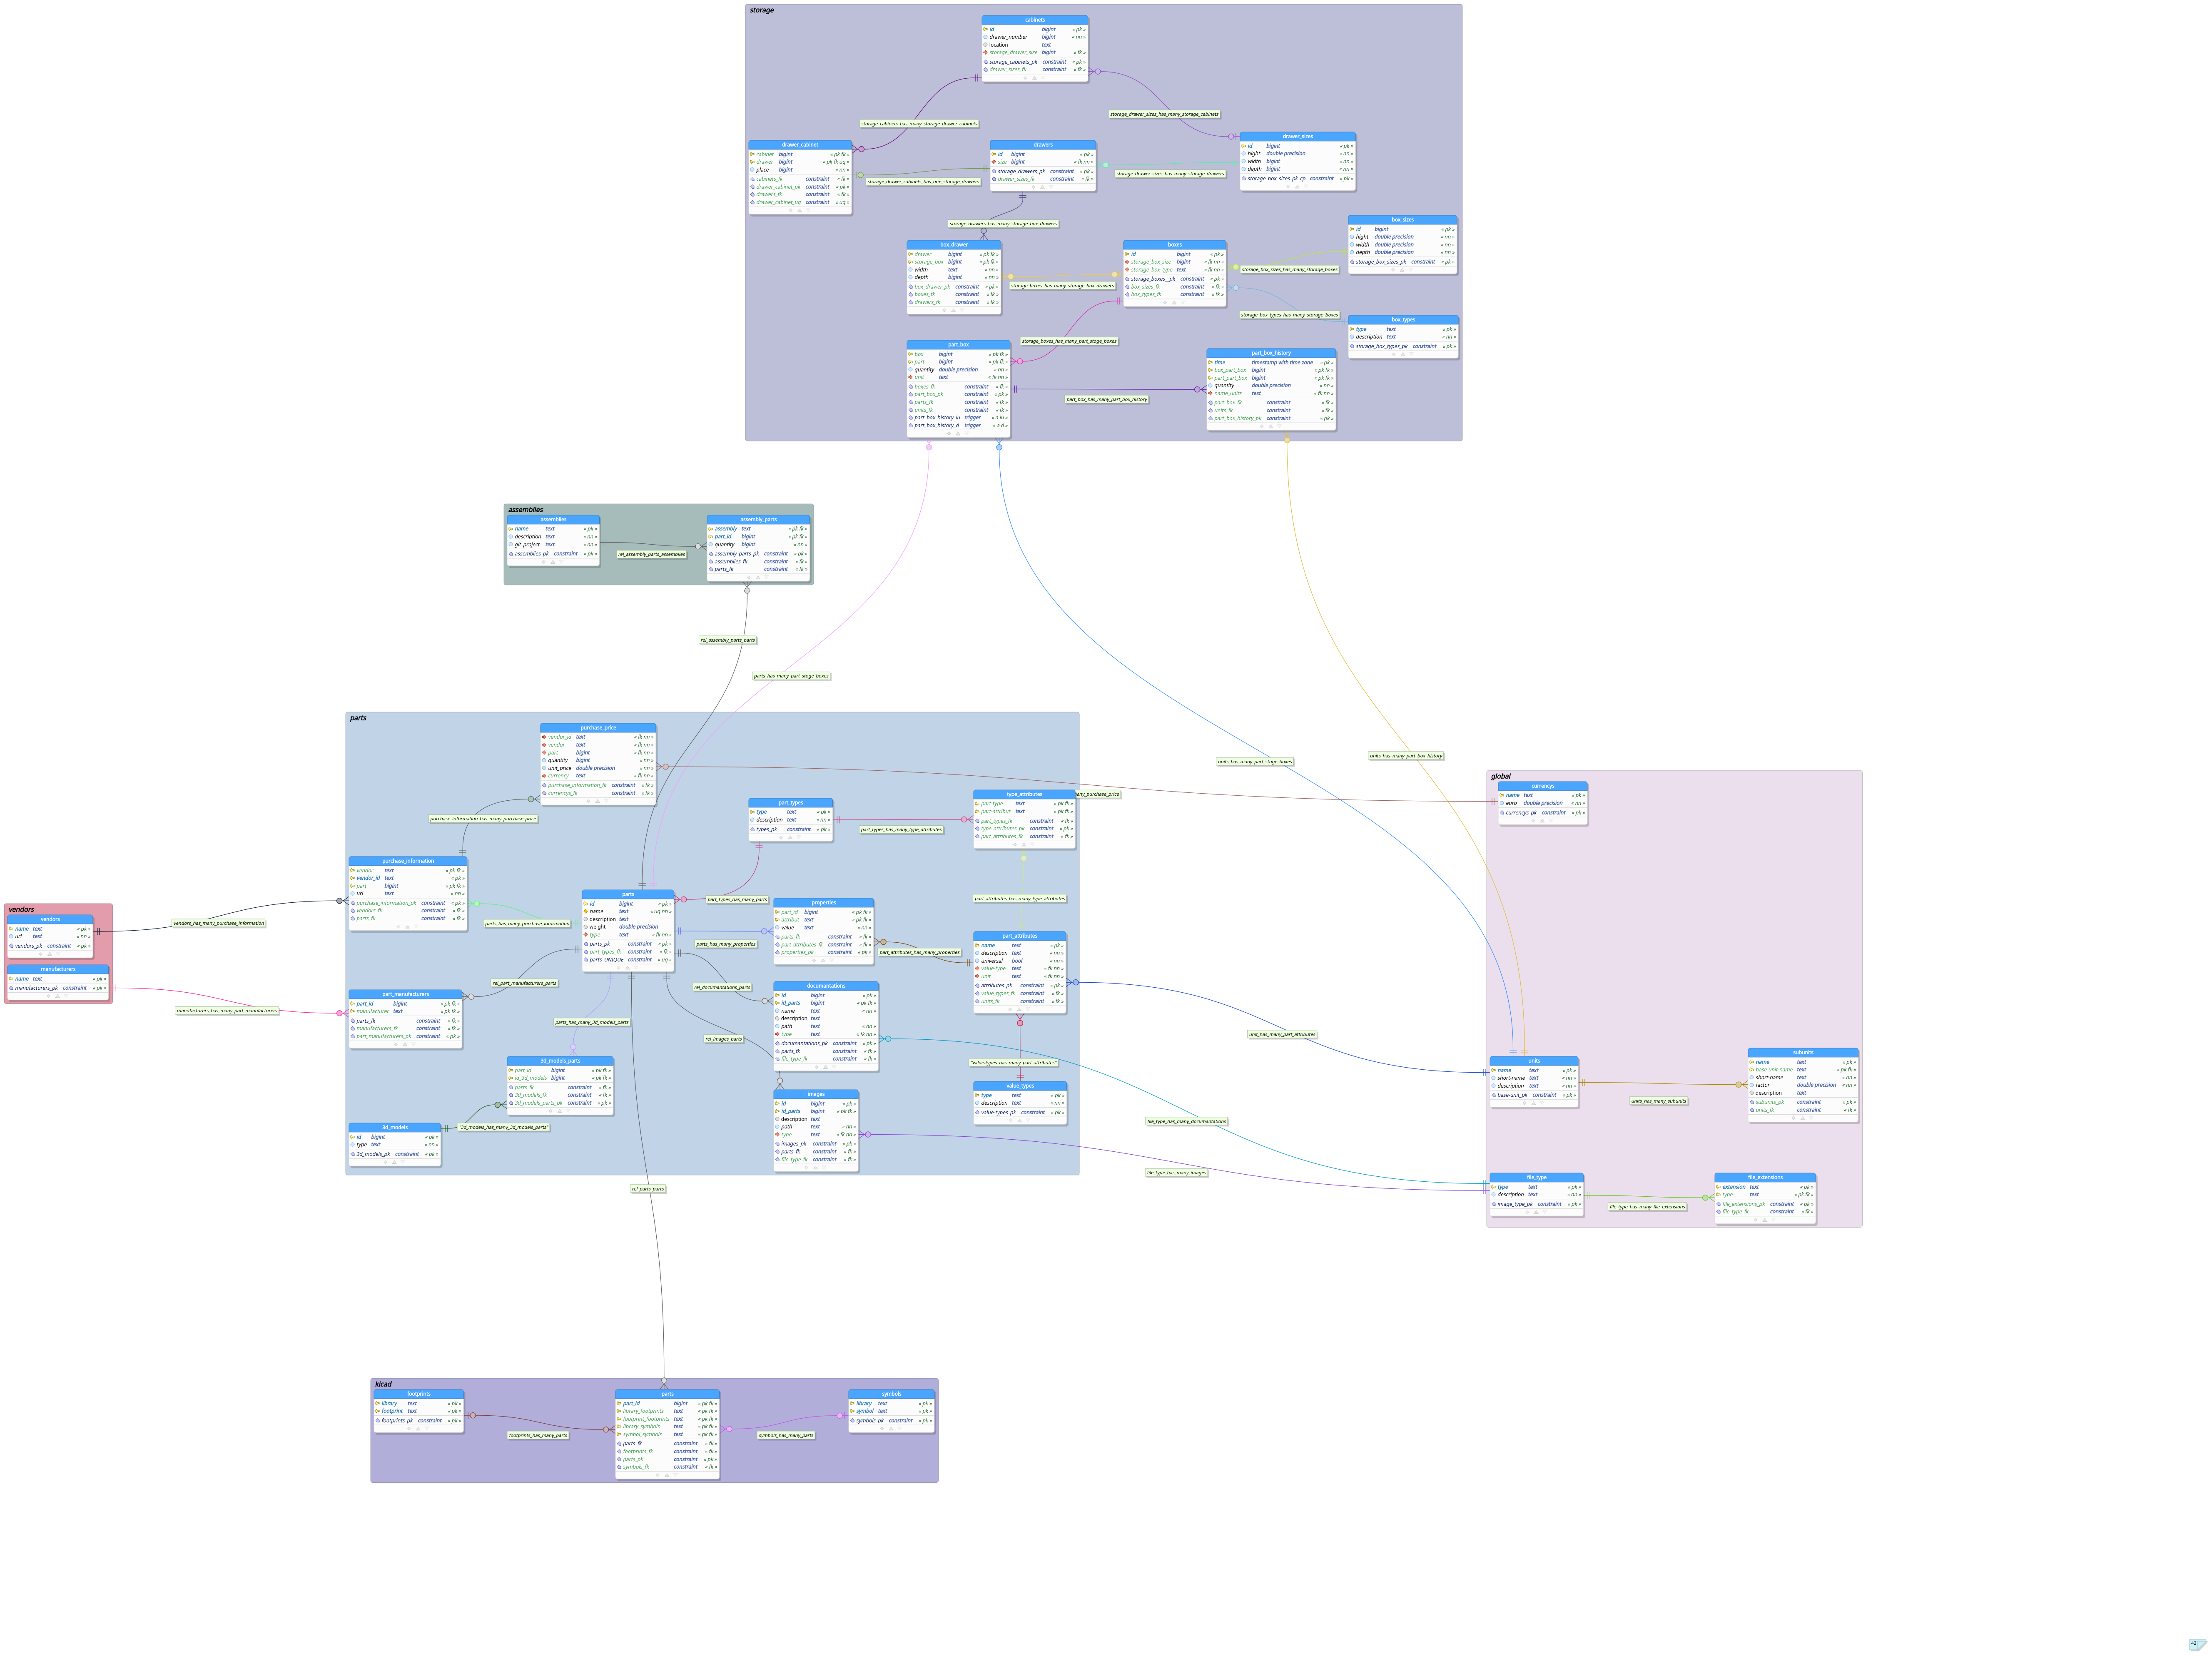 storage
cabinets
id bigint « pk »
drawer_number bigint « nn »
location text
storage_drawer_size bigint « fk »
storage_cabinets_pk constraint « pk »
drawer_sizes_fk constraint « fk »
storage_cabinets_has_many_storage_drawer_cabinets
storage_drawer_sizes_has_many_storage_cabinets
drawer_cabinet
cabinet bigint « pk fk »
drawer bigint « pk fk uq »
place bigint « nn »
cabinets_fk constraint « fk »
drawer_cabinet_pk constraint « pk »
drawers_fk constraint « fk »
drawer_cabinet_uq constraint « uq »
storage_drawer_cabinets_has_one_storage_drawers
drawers
id bigint « pk »
size bigint « fk nn »
storage_drawers_pk constraint « pk »
drawer_sizes_fk constraint « fk »
storage_drawer_sizes_has_many_storage_drawers
drawer_sizes
id bigint « pk »
hight double precision « nn »
width bigint « nn »
depth bigint « nn »
storage_box_sizes_pk_cp constraint « pk »
storage_drawers_has_many_storage_box_drawers
box_drawer
drawer bigint « pk fk »
storage_box bigint « pk fk »
width text « nn »
depth bigint « nn »
box_drawer_pk constraint « pk »
boxes_fk constraint « fk »
drawers_fk constraint « fk »
storage_boxes_has_many_storage_box_drawers
boxes
id bigint « pk »
storage_box_size bigint « fk nn »
storage_box_type text « fk nn »
storage_boxes_pk constraint « pk »
box_sizes_fk constraint « fk »
box_types_fk constraint « fk »
storage_box_sizes_has_many_storage_boxes
storage_box_types_has_many_storage_boxes
box_sizes
id bigint « pk »
hight double precision « nn »
width double precision « nn »
depth double precision « nn »
storage_box_sizes_pk constraint « pk »
box_types
type text « pk »
description text « nn »
storage_box_types_pk constraint « pk »
storage_boxes_has_many_part_stoge_boxes
part_box
box bigint « pk fk »
part bigint « pk fk »
quantity double precision « nn »
unit text « fk nn »
boxes_fk constraint « fk »
part_box_pk constraint « pk »
parts_fk constraint « fk »
units_fk constraint « fk »
part_box_history_iu trigger « a iu »
part_box_history_d trigger « a d »
part_box_has_many_part_box_history
part_box_history
time timestamp with time zone « pk »
box_part_box bigint « pk fk »
part_part_box bigint « pk fk »
quantity double precision « nn »
name_units text « fk nn »
part_box_fk constraint « fk »
units_fk constraint « fk »
part_box_history_pk constraint « pk »
assemblies
assemblies
name text « pk »
description text « nn »
git_project text « nn »
assemblies_pk constraint « pk »
rel_assembly_parts_assemblies
assembly_parts
assembly text « pk fk »
part_id bigint « pk fk »
quantity bigint « nn »
assembly_parts_pk constraint « pk »
assemblies_fk constraint « fk »
parts_fk constraint « fk »
rel_assembly_parts_parts
parts_has_many_part_stoge_boxes
units_has_many_part_stoge_boxes
units_has_many_part_box_history
parts
purchase_price
vendor_id text « fk nn »
vendor text « fk nn »
part bigint « fk nn »
quantity bigint « nn »
unit_price double precision « nn »
currency text « fk nn »
purchase_information_fk constraint « fk »
currencys_fk constraint « fk »
purchase_information_has_many_purchase_price
many_purchase_price
part_types
type text « pk »
description text « nn »
types_pk constraint « pk »
part_types_has_many_type_attributes
type_attributes
part-type text « pk fk »
part-attribut text « pk fk »
part_types_fk constraint « fk »
type_attributes_pk constraint « pk »
part_attributes_fk constraint « fk »
part_attributes_has_many_type_attributes
purchase_information
vendor text « pk fk »
vendor_id text « pk »
part bigint « pk fk »
url text « nn »
purchase_information_pk constraint « pk »
vendors_fk constraint « fk »
parts_fk constraint « fk »
parts_has_many_purchase_information
parts
id bigint « pk »
name text « uq nn »
description text
weight double precision
type text « fk nn »
parts_pk constraint « pk »
part_types_fk constraint « fk »
parts_UNIQUE constraint « uq »
part_types_has_many_parts
parts_has_many_properties
properties
part_id bigint « pk fk »
attribut text « pk fk »
value text « nn »
parts_fk constraint « fk »
part_attributes_fk constraint « fk »
properties_pk constraint « pk »
part_attributes_has_many_properties
part_attributes
name text « pk »
description text « nn »
universal bool « nn »
value-type text « fk nn »
unit text « fk nn »
attributes_pk constraint « pk »
value_types_fk constraint « fk »
units_fk constraint « fk »
unit_has_many_part_attributes
vendors
vendors
name text « pk »
url text « nn »
vendors_pk constraint « pk »
vendors_has_many_purchase_information
manufacturers
name text « pk »
manufacturers_pk constraint « pk »
manufacturers_has_many_part_manufacturers
part_manufacturers
part_id bigint « pk fk »
manufacturer text « pk fk »
parts_fk constraint « fk »
manufacturers_fk constraint « fk »
part_manufacturers_pk constraint « pk »
rel_part_manufacturers_parts
parts_has_many_3d_models_parts
rel_documantations_parts
rel_images_parts
documantations
id bigint « pk »
id_parts bigint « pk fk »
name text « nn »
description text
path text « nn »
type text « fk nn »
documantations_pk constraint « pk »
parts_fk constraint « fk »
file_type_fk constraint « fk »
3d_models_parts
part_id bigint « pk fk »
id_3d_models bigint « pk fk »
parts_fk constraint « fk »
3d_models_fk constraint « fk »
3d_models_parts_pk constraint « pk »
3d_models
id bigint « pk »
type text « nn »
3d_models_pk constraint « pk »
"3d_models_has_many_3d_models_parts"
images
id bigint « pk »
id_parts bigint « pk fk »
description text
path text « nn »
type text « fk nn »
images_pk constraint « pk »
parts_fk constraint « fk »
file_type_fk constraint « fk »
"value-types_has_many_part_attributes"
value_types
type text « pk »
description text « nn »
value-types_pk constraint « pk »
file_type_has_many_documantations
file_type_has_many_images
global
currencys
name text « pk »
euro double precision « nn »
currencys_pk constraint « pk »
units
name text « pk »
short-name text « nn »
description text « nn »
base-unit_pk constraint « pk »
units_has_many_subunits
subunits
name text « pk »
base-unit-name text « pk fk »
short-name text « nn »
factor double precision « nn »
description text
subunits_pk constraint « pk »
units_fk constraint « fk »
file_type
type text « pk »
description text « nn »
image_type_pk constraint « pk »
file_type_has_many_file_extensions
file_extensions
extension text « pk »
type text « pk fk »
file_extensions_pk constraint « pk »
file_type_fk constraint « fk »
rel_parts_parts
kicad
footprints
library text « pk »
footprint text « pk »
footprints_pk constraint « pk »
footprints_has_many_parts
parts
part_id bigint « pk fk »
library_footprints text « pk fk »
footprint_footprints text « pk fk »
library_symbols text « pk fk »
symbol_symbols text « pk fk »
parts_fk constraint « fk »
footprints_fk constraint « fk »
parts_pk constraint « pk »
symbols_fk constraint « fk »
symbols_has_many_parts
symbols
library text « pk »
symbol text « pk »
symbols_pk constraint « pk »
42